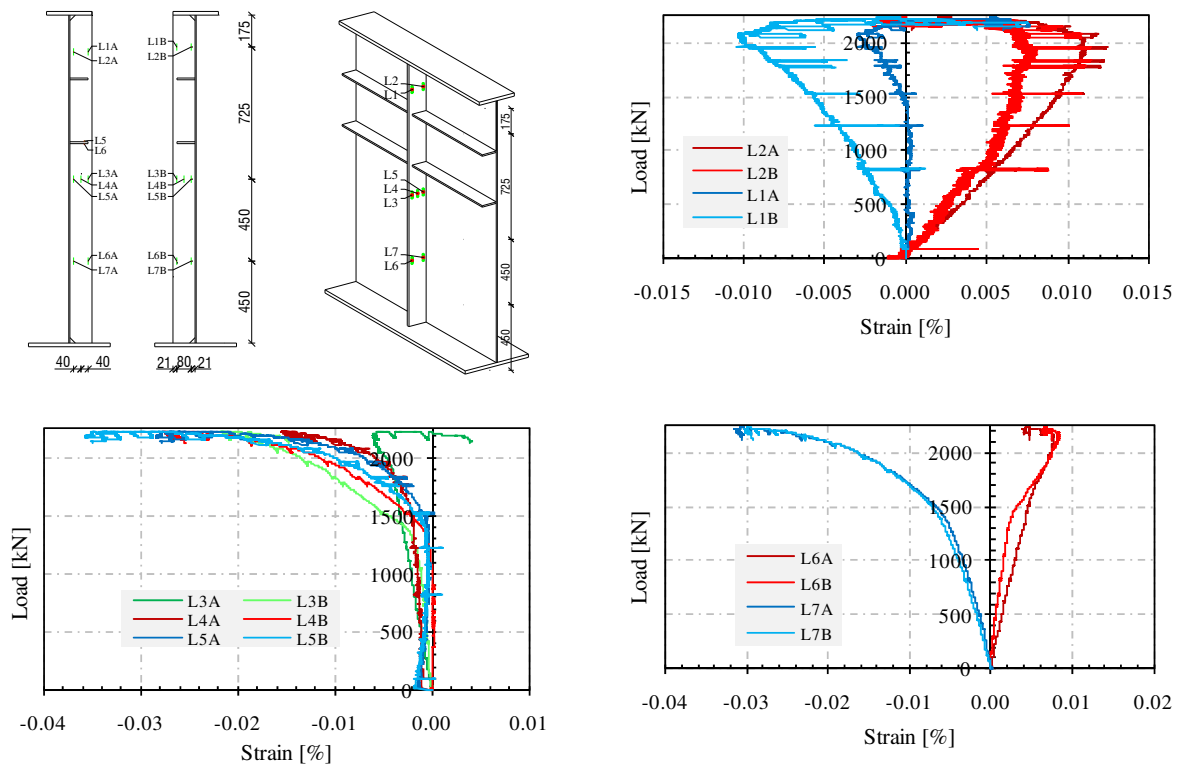 175
725
450
450
L1A
L2A
L1B
L2B
L5
L6
L3A
L4A
L5A
L3B
L4B
L5B
L6A
L7A
L6B
L7B
40
40
21
80
21
L2
L1
L5
L4
L3
L7
L6
175
725
450
450
Load [kN]
2000
1500
1000
500
0
L2A
L2B
L1A
L1B
-0.015
-0.010
-0.005
0.000
0.005
0.010
0.015
Strain [%]
Load [kN]
2000
1500
1000
500
0
L3A
L3B
L4A
L4B
L5A
L5B
-0.04
-0.03
-0.02
-0.01
0.00
0.01
Strain [%]
Load [kN]
2000
1500
1000
500
0
L6A
L6B
L7A
L7B
-0.04
-0.03
-0.02
-0.01
0.00
0.01
0.02
Strain [%]